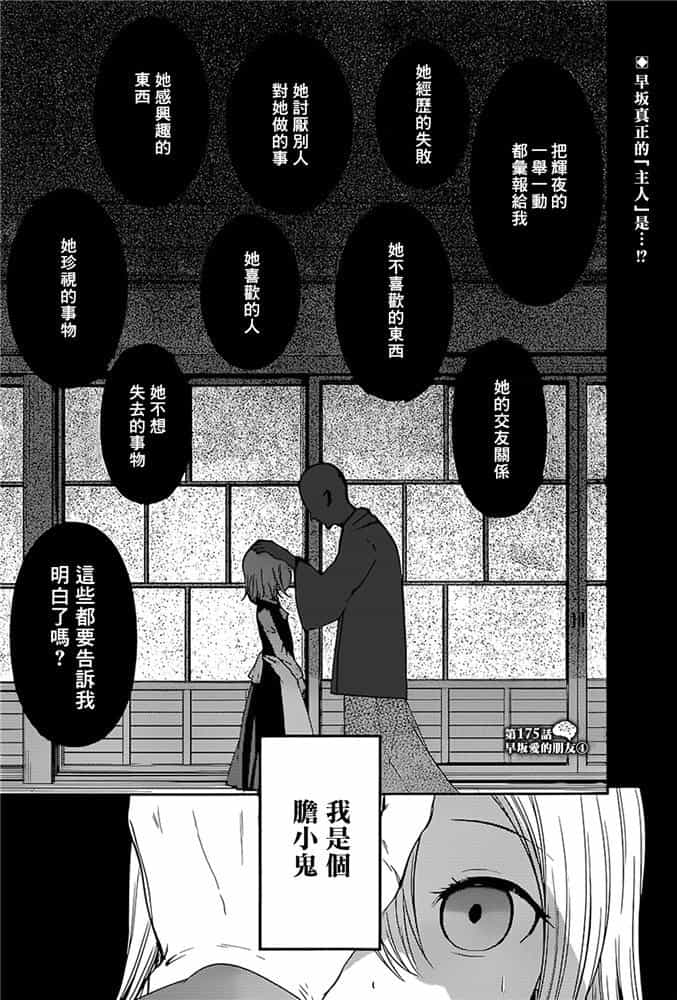 ◆早坂真正的「主人」是…!?
把輝夜的
一舉一動
都彙報給我
她經歷的失敗
她討厭別人
對她做的事
她感興趣的
東西
她不喜歡的東西
她喜歡的人
她珍視的事物
她的交友關係
她不想
失去的事物
這些都要告訴我
明白了嗎？
第175話
早坂愛的朋友④
我是個
膽小鬼